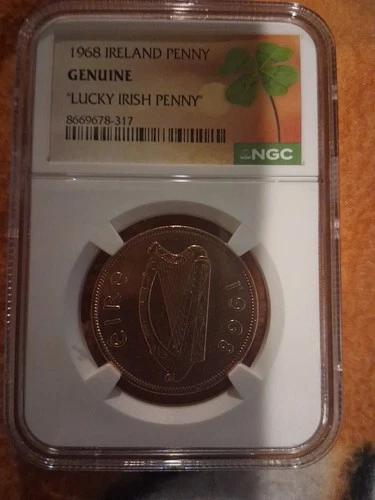 1968 IRELAND PENNY
GENUINE
"LUCKY IRISH PENNY"
8669678-317
NGC
éire
1968